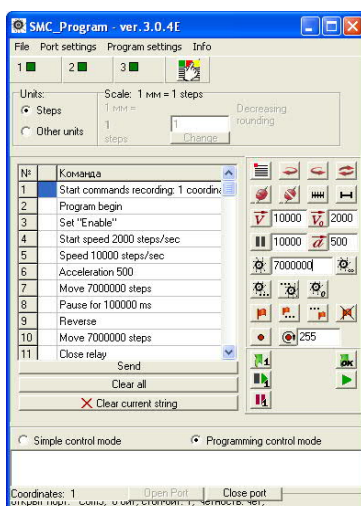 SMC_Program - ver.3.0.4E
File Port settings Program settings Info
1 2 3
Units: Scale: 1 мм = 1 steps
Steps 1 мм = Decreasing rounding
Other units 1 steps 1 Change
№ Команда
1 Start commands recording: 1 coordina
2 Program begin
3 Set "Enable"
4 Start speed 2000 steps/sec
5 Speed 10000 steps/sec
6 Acceleration 500
7 Move 7000000 steps
8 Pause for 100000 ms
9 Reverse
10 Move 7000000 steps
11 Close relay
Send
Clear all
Clear current string
V 10000 V₀ 2000
10000 a 500
7000000
255
ok
Simple control mode Programming control mode
Coordinates: 1 Open Port Close port